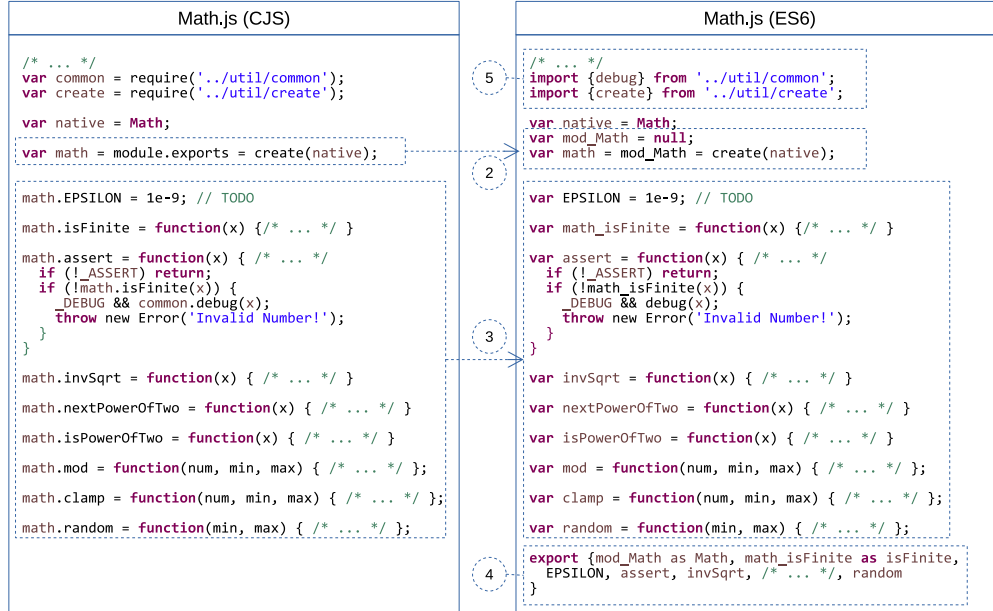 Math.js (CJS)
/* ... */
var common = require('../util/common');
var create = require('../util/create');
var native = Math;
var math = module.exports = create(native);
math.EPSILON = 1e-9; // TODO
math.isFinite = function(x) {/* ... */ }
math.assert = function(x) { /* ... */
if (!_ASSERT) return;
if (!math.isFinite(x)) {
_DEBUG && common.debug(x);
throw new Error('Invalid Number!');
}
}
math.invSqrt = function(x) { /* ... */ }
math.nextPowerOfTwo = function(x) { /* ... */ }
math.isPowerOfTwo = function(x) { /* ... */ }
math.mod = function(num, min, max) { /* ... */ };
math.clamp = function(num, min, max) { /* ... */ };
math.random = function(min, max) { /* ... */ };
5
2
3
4
Math.js (ES6)
/* ... */
import {debug} from '../util/common';
import {create} from '../util/create';
var native = Math;
var mod_Math = null;
var math = mod_Math = create(native);
var EPSILON = 1e-9; // TODO
var math_isFinite = function(x) {/* ... */ }
var assert = function(x) { /* ... */
if (!_ASSERT) return;
if (!math_isFinite(x)) {
_DEBUG && debug(x);
throw new Error('Invalid Number!');
}
}
var invSqrt = function(x) { /* ... */ }
var nextPowerOfTwo = function(x) { /* ... */ }
var isPowerOfTwo = function(x) { /* ... */ }
var mod = function(num, min, max) { /* ... */ };
var clamp = function(num, min, max) { /* ... */ };
var random = function(min, max) { /* ... */ };
export {mod_Math as Math, math_isFinite as isFinite,
EPSILON, assert, invSqrt, /* ... */, random
}